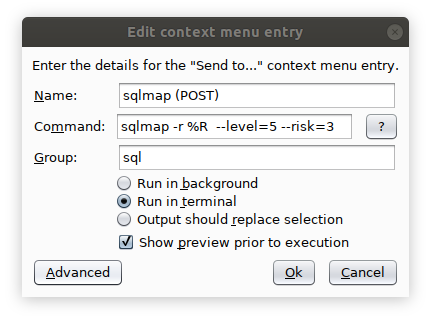 Edit context menu entry
Enter the details for the "Send to..." context menu entry.
Name: sqlmap (POST)
Command: sqlmap -r %R  --level=5 --risk=3 ?
Group: sql
Run in background
Run in terminal
Output should replace selection
Show preview prior to execution
Advanced Ok Cancel